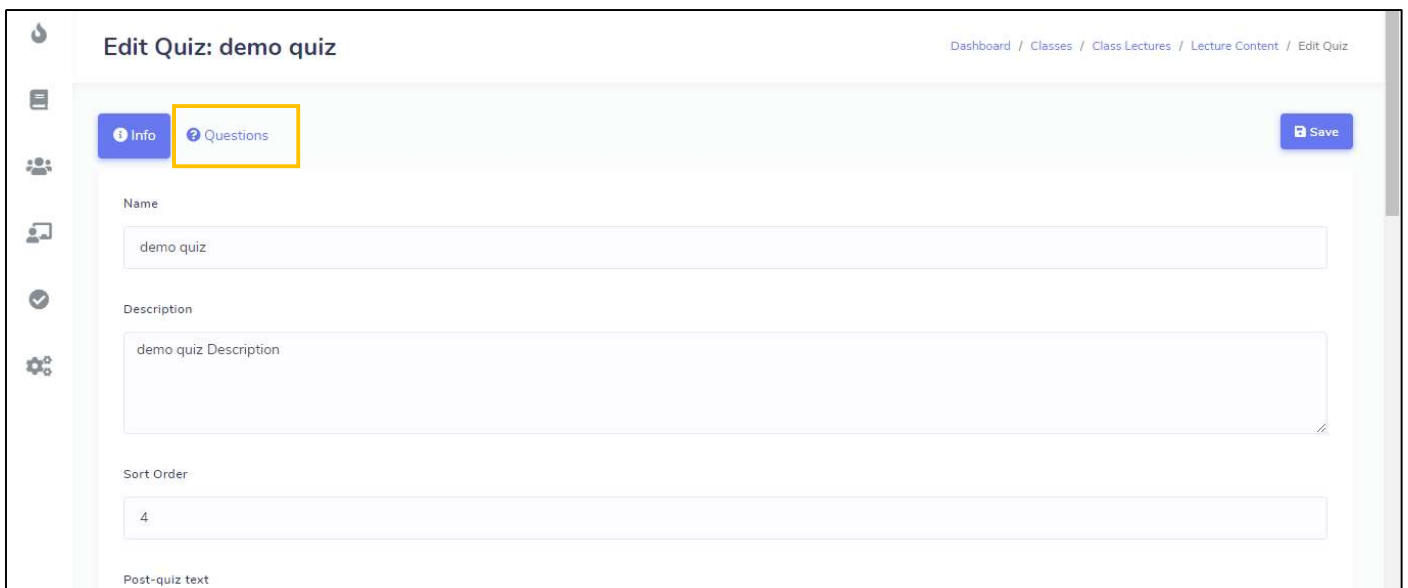 Edit Quiz: demo quiz
Dashboard / Classes / Class Lectures / Lecture Content / Edit Quiz
Info
Questions
Save
Name
demo quiz
Description
demo quiz Description
Sort Order
4
Post-quiz text